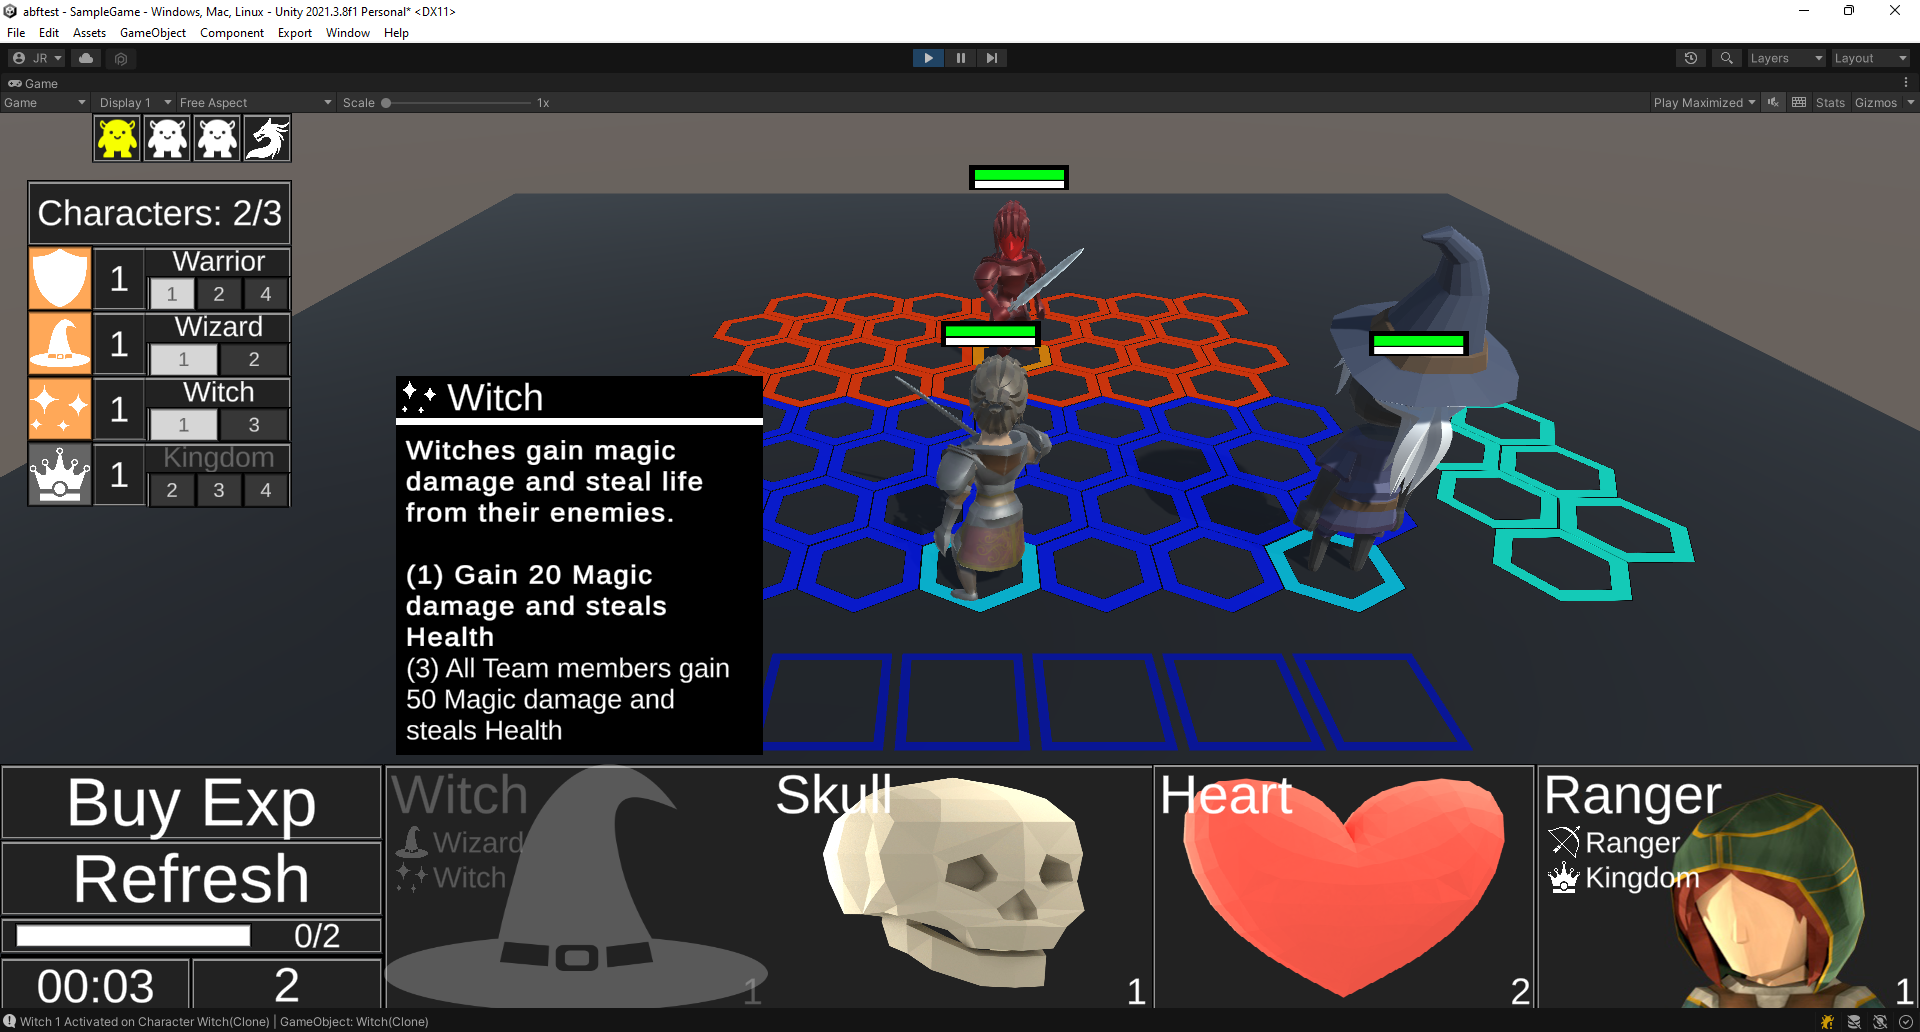 abftest - SampleGame - Windows, Mac, Linux - Unity 2021.3.8f1 Personal* <DX11>
File Edit Assets GameObject Component Export Window Help
JR
Layers
Layout
Game
Game
Display 1
Free Aspect
Scale
1x
Play Maximized
Stats
Gizmos
Characters: 2/3
1
Warrior
1 2 4
1
Wizard
1 2
1
Witch
1 3
1
Kingdom
2 3 4
Witch
Witches gain magic
damage and steal life
from their enemies.
(1) Gain 20 Magic
damage and steals
Health
(3) All Team members gain
50 Magic damage and
steals Health
Buy Exp
Refresh
0/2
00:03
2
Witch
Wizard
Witch
1
Skull
1
Heart
2
Ranger
Ranger
Kingdom
1
Witch 1 Activated on Character Witch(Clone) | GameObject: Witch(Clone)